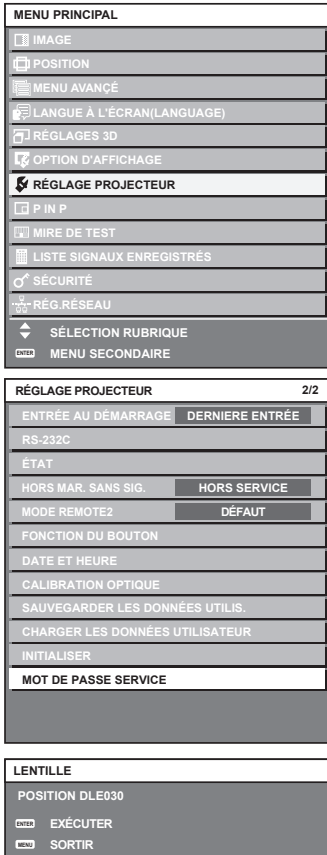 MENU PRINCIPAL
IMAGE
POSITION
MENU AVANÇÉ
LANGUE À L'ÉCRAN(LANGUAGE)
RÉGLAGES 3D
OPTION D'AFFICHAGE
RÉGLAGE PROJECTEUR
P IN P
MIRE DE TEST
LISTE SIGNAUX ENREGISTRÉS
SÉCURITÉ
RÉG.RÉSEAU
SÉLECTION RUBRIQUE
ENTER MENU SECONDAIRE
RÉGLAGE PROJECTEUR 2/2
ENTRÉE AU DÉMARRAGE DERNIERE ENTRÉE
RS-232C
ÉTAT
HORS MAR. SANS SIG. HORS SERVICE
MODE REMOTE2 DÉFAUT
FONCTION DU BOUTON
DATE ET HEURE
CALIBRATION OPTIQUE
SAUVEGARDER LES DONNÉES UTILIS.
CHARGER LES DONNÉES UTILISATEUR
INITIALISER
MOT DE PASSE SERVICE
LENTILLE
POSITION DLE030
ENTER EXÉCUTER
MENU SORTIR